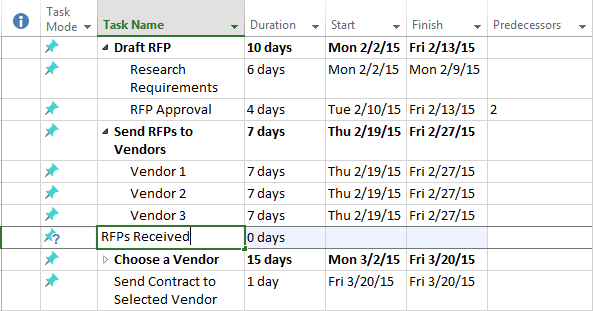 Task Mode Task Name Duration Start Finish Predecessors
Draft RFP 10 days Mon 2/2/15 Fri 2/13/15
Research Requirements 6 days Mon 2/2/15 Mon 2/9/15
RFP Approval 4 days Tue 2/10/15 Fri 2/13/15 2
Send RFPs to Vendors 7 days Thu 2/19/15 Fri 2/27/15
Vendor 1 7 days Thu 2/19/15 Fri 2/27/15
Vendor 2 7 days Thu 2/19/15 Fri 2/27/15
Vendor 3 7 days Thu 2/19/15 Fri 2/27/15
RFPs Received 0 days
Choose a Vendor 15 days Mon 3/2/15 Fri 3/20/15
Send Contract to Selected Vendor 1 day Fri 3/20/15 Fri 3/20/15